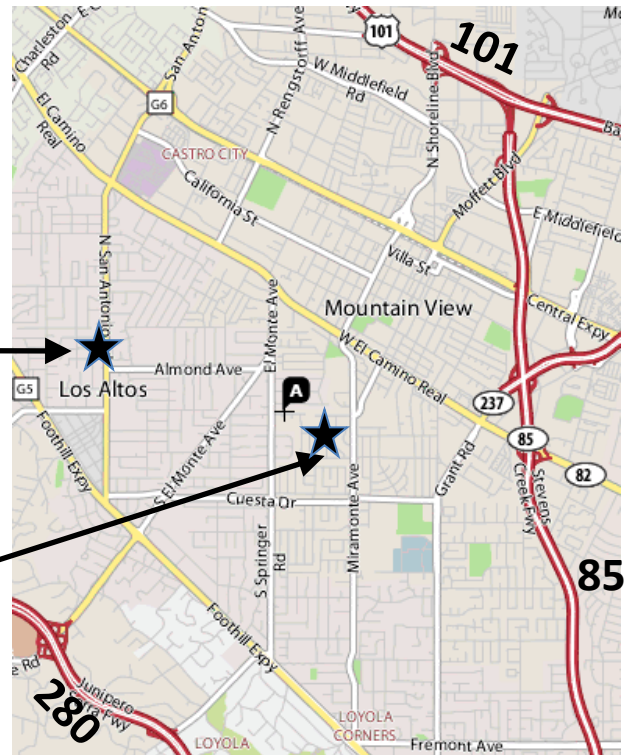 101
101
San Anton
N Rengstorff Ave
W Middlefield
Rd
N Shoreline Blvd
Charleston
Rd
El Camino
Real
G6
CASTRO CITY
California St
Moffett Blvd
E Middlefield
Villa St
N San Antonio
El Monte Ave
Mountain View
Central Expy
W El Camino Real
Almond Ave
A
G5
Los Altos
237
85
82
Foothill Expy
S El Monte Ave
Grant Rd
Cuesta Dr
Miramonte Ave
Stevens
Creek Fwy
S Springer
Rd
85
Foothill Expy
e Rd
280
Junipero
erra Fwy
LOYOLA
CORNERS
LOYOLA
Fremont Ave